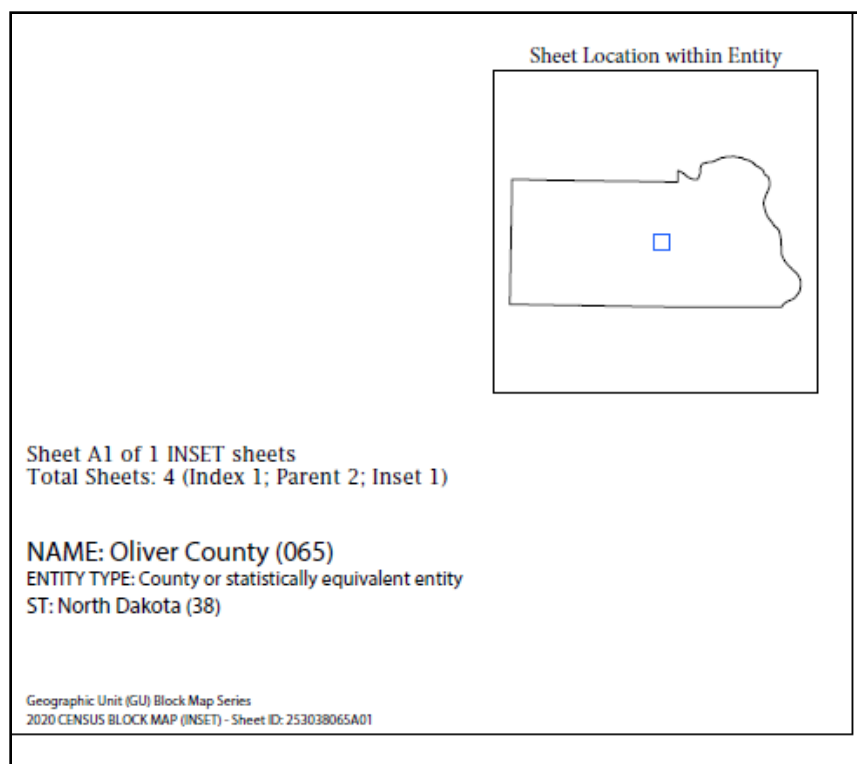 Sheet Location within Entity
Sheet A1 of 1 INSET sheets
Total Sheets: 4 (Index 1; Parent 2; Inset 1)
NAME: Oliver County (065)
ENTITY TYPE: County or statistically equivalent entity
ST: North Dakota (38)
Geographic Unit (GU) Block Map Series
2020 CENSUS BLOCK MAP (INSET) - Sheet ID: 253038065A01